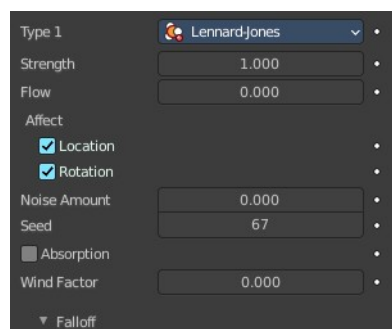 Type 1 Lennard-Jones
Strength 1.000
Flow 0.000
Affect
Location
Rotation
Noise Amount 0.000
Seed 67
Absorption
Wind Factor 0.000
Falloff